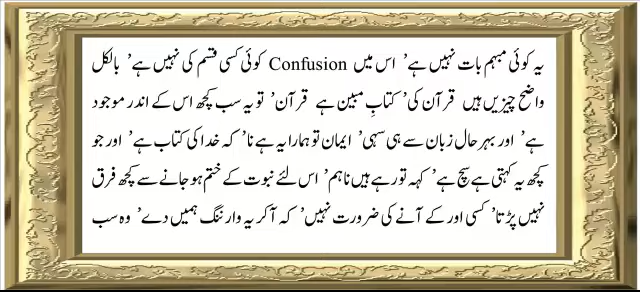 یہ کوئی مبہم بات نہیں ہے’ اس میں Confusion کوئی کسی قسم کی نہیں ہے’ بالکل
واضح چیزیں ہیں قرآن کی’ کتابِ مبین ہے قرآن’ تو یہ سب کچھ اس کے اندر موجود
ہے’ اور بہرحال زبان سے ہی سہی’ ایمان تو ہمارا یہ ہے نا’ کہ خدا کی کتاب ہے’ اور جو
کچھ یہ کہتی ہے سچ ہے’ کہہ تو رہے ہیں نا ہم’ اس لئے نبوت کے ختم ہو جانے سے کچھ فرق
نہیں پڑتا’ کسی اور کے آنے کی ضرورت نہیں’ کہ آ کر یہ وارننگ ہمیں دے’ وہ سب